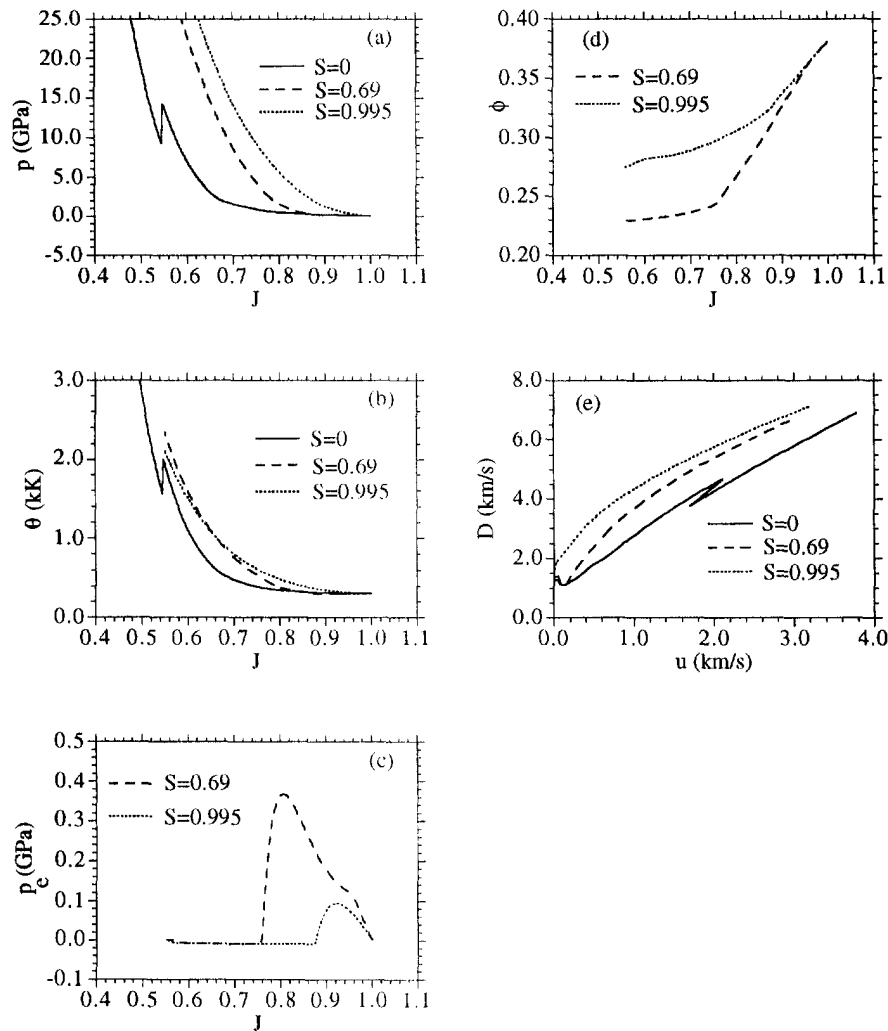 25.0
20.0
15.0
10.0
5.0
0.0
-5.0
p (GPa)
(a)
S=0
S=0.69
S=0.995
0.4 0.5 0.6 0.7 0.8 0.9 1.0 1.1
J
0.40
0.35
0.30
0.25
0.20
ϕ
(d)
S=0.69
S=0.995
0.4 0.5 0.6 0.7 0.8 0.9 1.0 1.1
J
3.0
2.0
1.0
0.0
θ (kK)
(b)
S=0
S=0.69
S=0.995
0.4 0.5 0.6 0.7 0.8 0.9 1.0 1.1
J
8.0
6.0
4.0
2.0
0.0
D (km/s)
(e)
S=0
S=0.69
S=0.995
0.0 1.0 2.0 3.0 4.0
u (km/s)
0.5
0.4
0.3
0.2
0.1
0.0
-0.1
p_e (GPa)
(c)
S=0.69
S=0.995
0.4 0.5 0.6 0.7 0.8 0.9 1.0 1.1
J